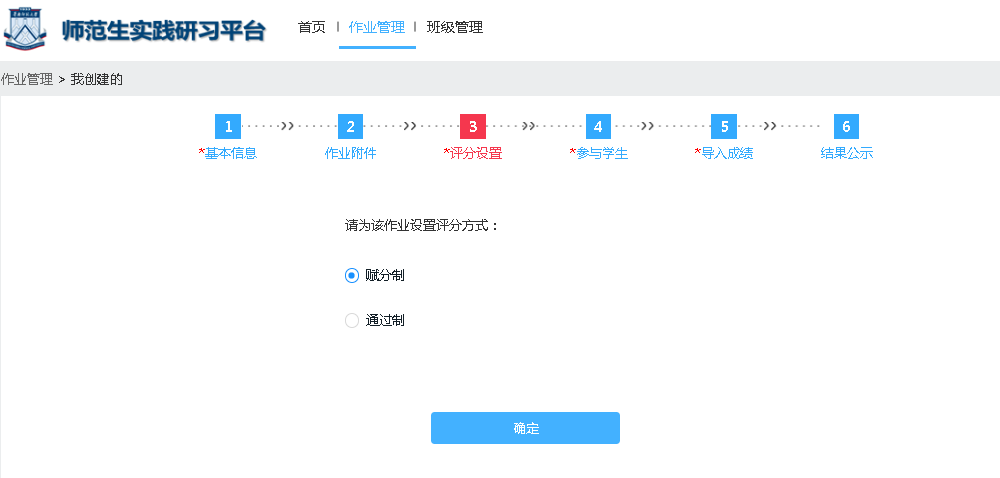 师范生实践研习平台
首页 | 作业管理 | 班级管理
作业管理 > 我创建的
1 2 3 4 5 6
*基本信息 作业附件 *评分设置 *参与学生 *导入成绩 结果公示
请为该作业设置评分方式：
赋分制
通过制
确定